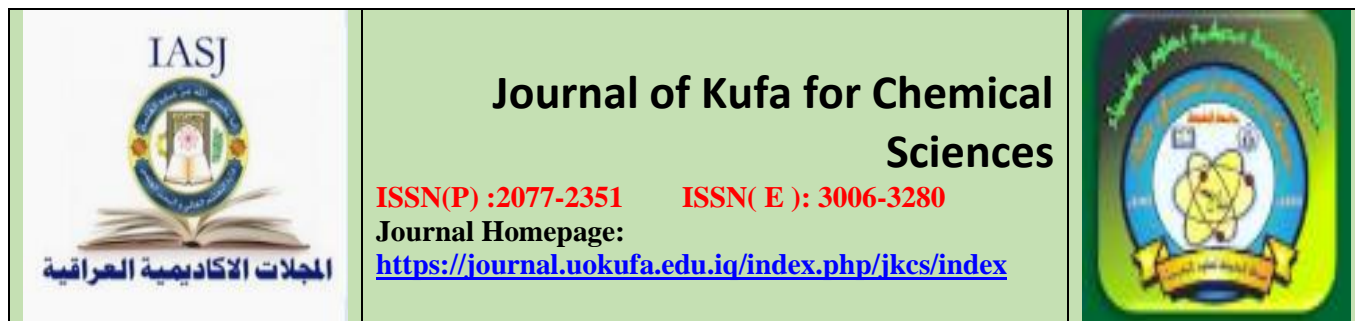 IASJ
المجلات الاكاديمية العراقية
Journal of Kufa for Chemical
Sciences
ISSN(P) :2077-2351 ISSN( E ): 3006-3280
Journal Homepage:
https://journal.uokufa.edu.iq/index.php/jkcs/index